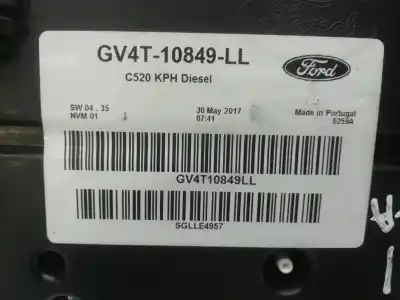 GV4T-10849-LL
Ford
C520 KPH Diesel
SW 04 . 35
NVM 01
30 May 2017
07:41
Made in Portugal
0259A
GV4T10849LL
SGLLE4957